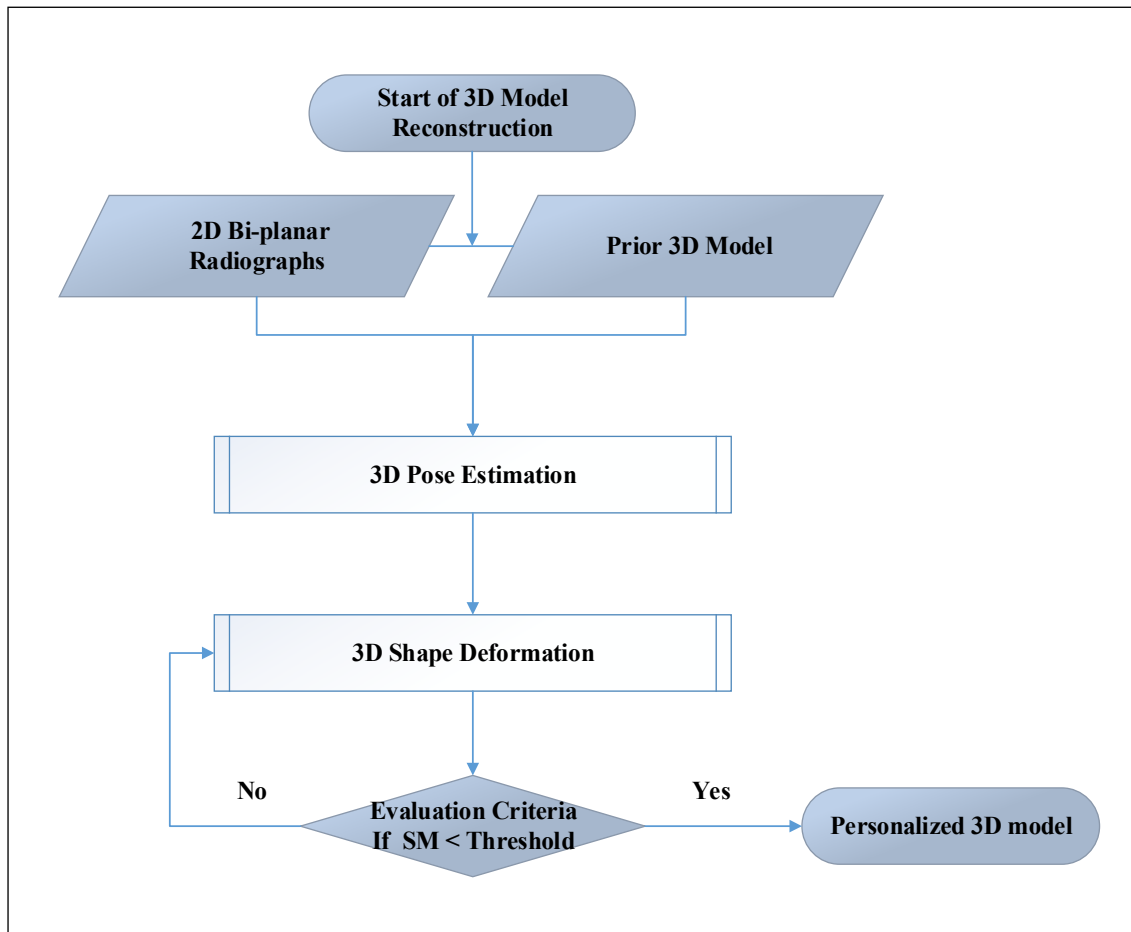 Start of 3D Model
Reconstruction
2D Bi-planar
Radiographs
Prior 3D Model
3D Pose Estimation
3D Shape Deformation
No
Evaluation Criteria
If SM < Threshold
Yes
Personalized 3D model